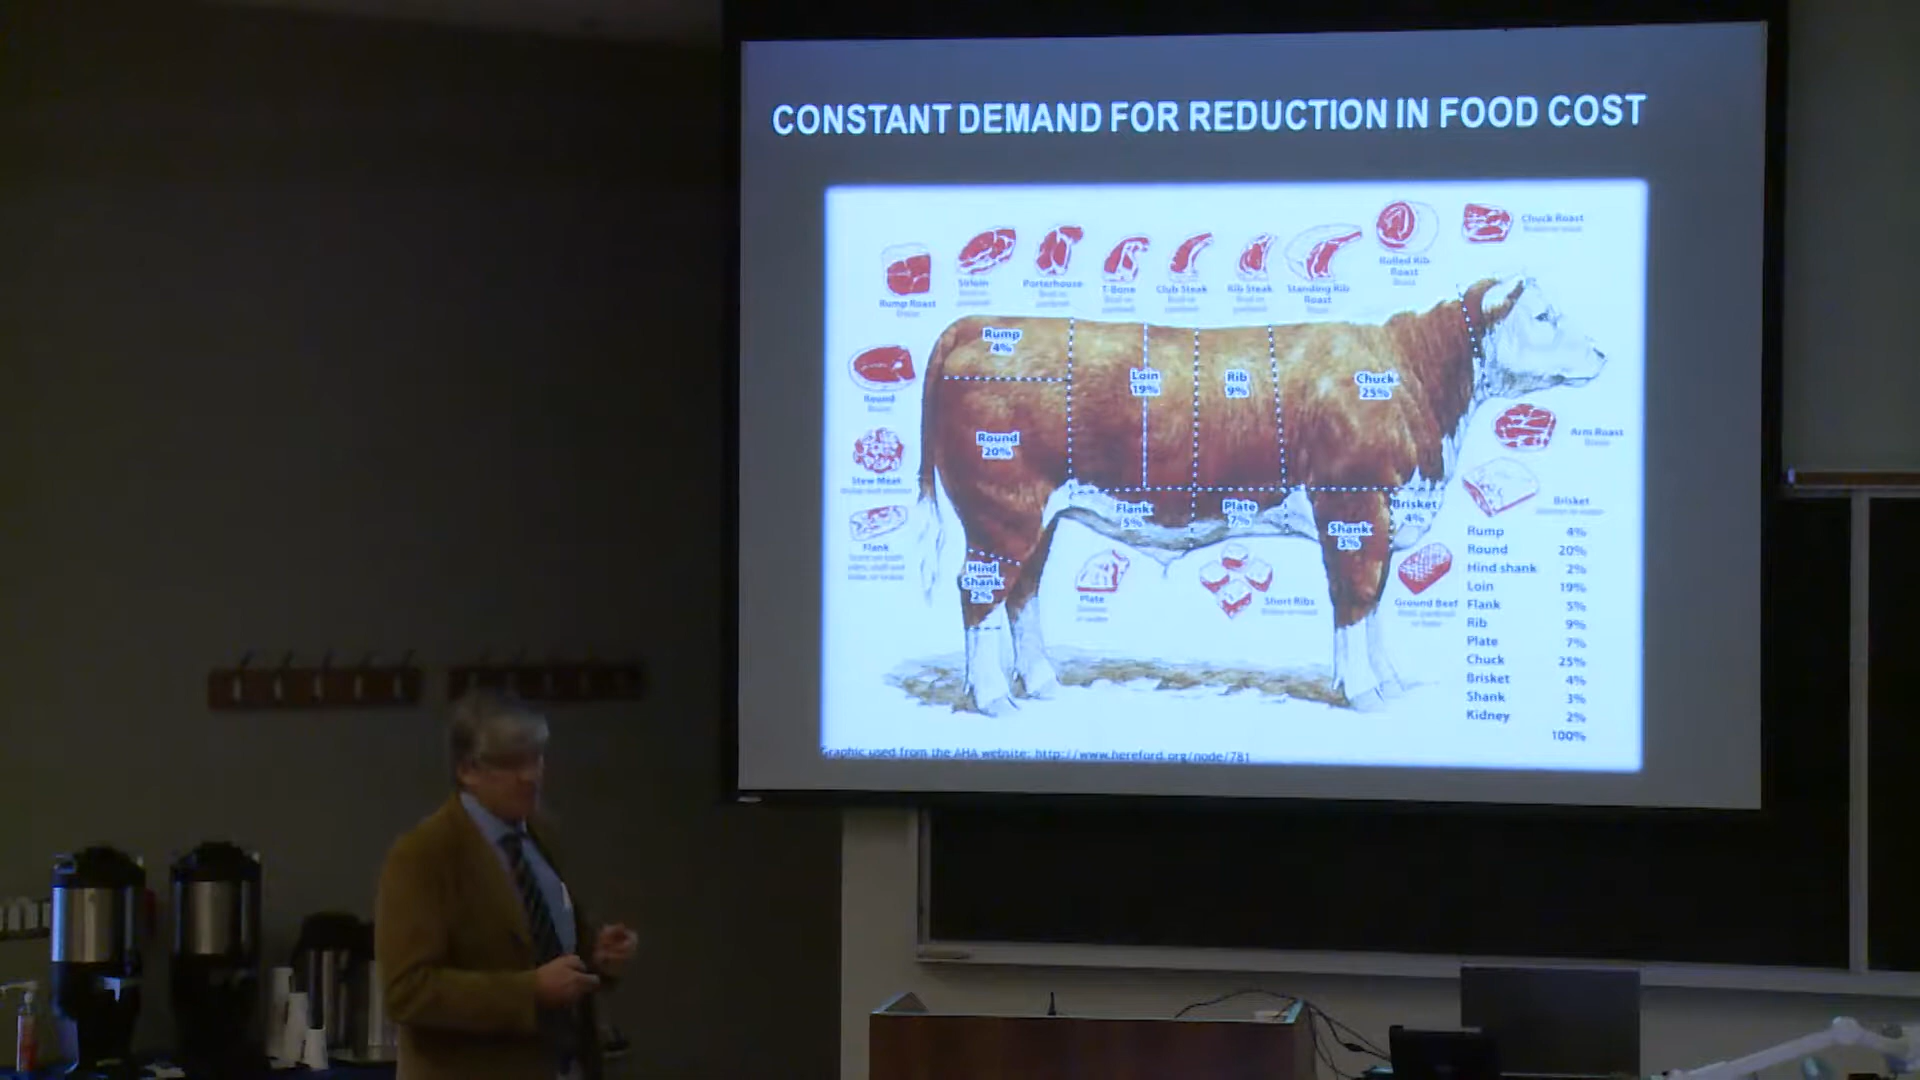 CONSTANT DEMAND FOR REDUCTION IN FOOD COST
Chuck Roast
Rolled Rib
Roast
Sirloin
Porterhouse
T-Bone
Club Steak
Rib Steak
Standing Rib
Roast
Rump Roast
Rump
4%
Loin
19%
Rib
9%
Chuck
25%
Round
Round
20%
Arm Roast
Stew Meat
Brisket
Flank
5%
Plate
7%
Brisket
4%
Shank
3%
Flank
Hind
Shank
2%
Plate
Short Ribs
Ground Beef
Rump 4%
Round 20%
Hind shank 2%
Loin 19%
Flank 5%
Rib 9%
Plate 7%
Chuck 25%
Brisket 4%
Shank 3%
Kidney 2%
100%
Graphic used from the AHA website: http://www.hereford.org/node/781